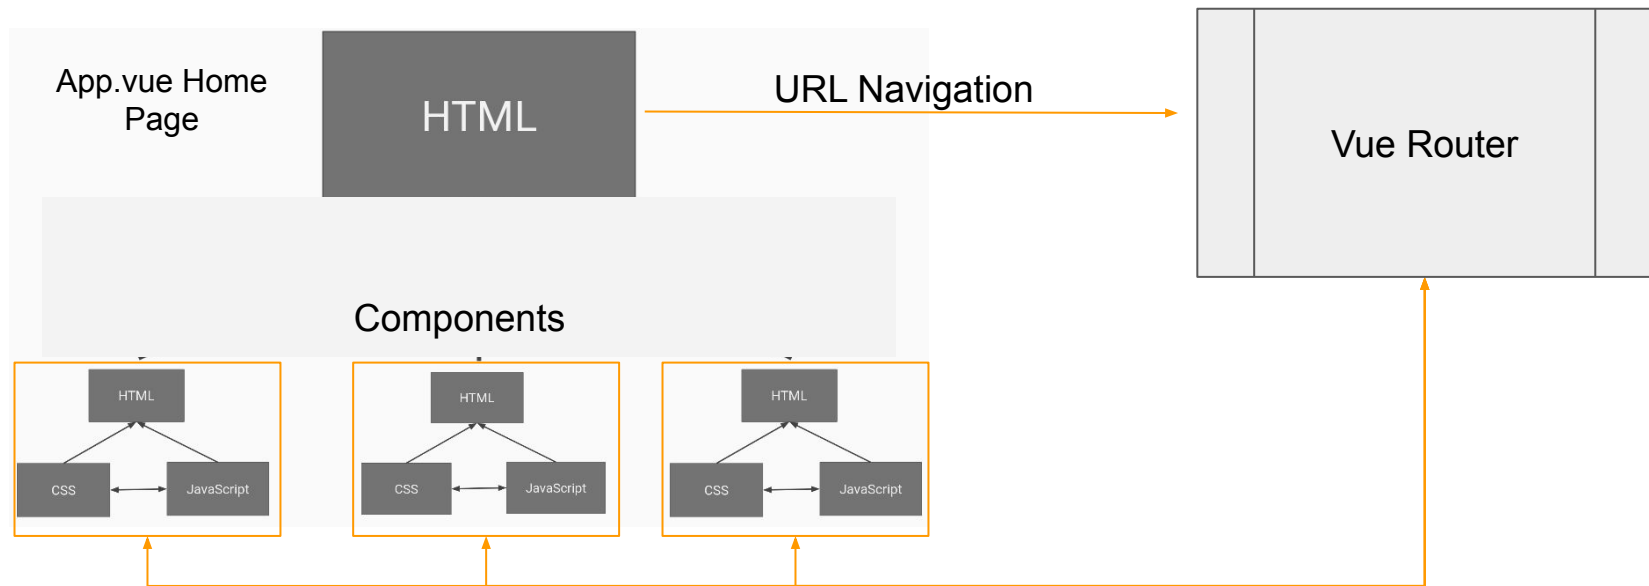 App.vue Home
Page
HTML
URL Navigation
Vue Router
Components
HTML
CSS
JavaScript
HTML
CSS
JavaScript
HTML
CSS
JavaScript